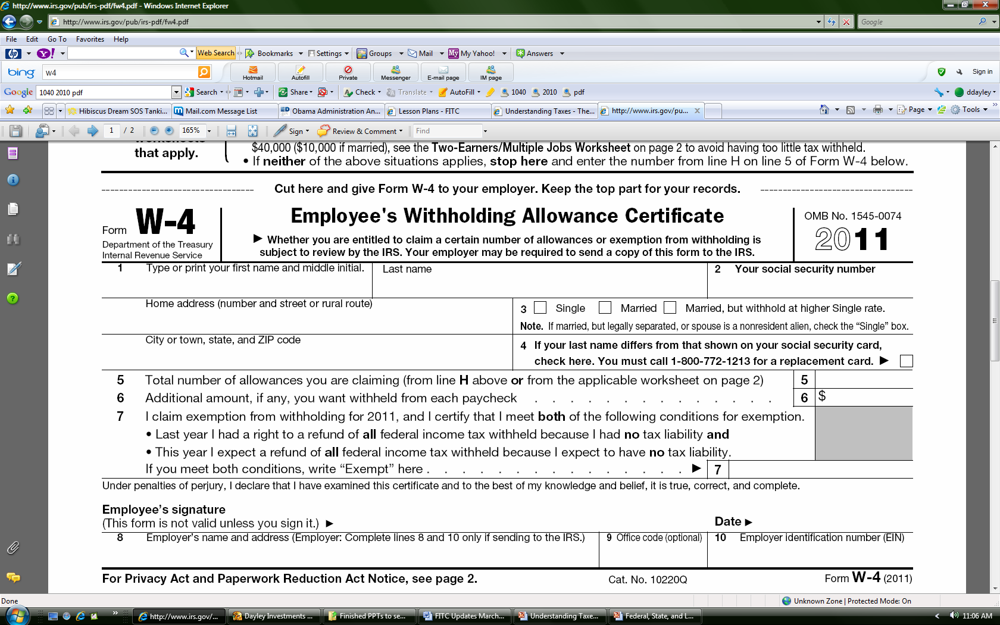 http://www.irs.gov/pub/irs-pdf/fw4.pdf - Windows Internet Explorer
http://www.irs.gov/pub/irs-pdf/fw4.pdf
Google
File Edit Go To Favorites Help
hp Y! Web Search Bookmarks Settings Groups Mail My Yahoo! Answers
bing w4 Hotmail Autofill Private Messenger E-mail page IM page Sign in
Google 1040 2010 pdf Search Share Check Translate AutoFill 1040 2010 pdf ddayley
Hibiscus Dream SOS Tanki... Mail.com Message List Obama Administration An... Lesson Plans - FITC Understanding Taxes - The... http://www.irs.gov/pu... Page Tools
1 / 2 165% Sign Review & Comment Find
worksheets
that apply.
$40,000 ($10,000 if married), see the Two-Earners/Multiple Jobs Worksheet on page 2 to avoid having too little tax withheld.
• If neither of the above situations applies, stop here and enter the number from line H on line 5 of Form W-4 below.
Cut here and give Form W-4 to your employer. Keep the top part for your records.
Form W-4
Department of the Treasury
Internal Revenue Service
Employee's Withholding Allowance Certificate
► Whether you are entitled to claim a certain number of allowances or exemption from withholding is
subject to review by the IRS. Your employer may be required to send a copy of this form to the IRS.
OMB No. 1545-0074
2011
1 Type or print your first name and middle initial. Last name 2 Your social security number
Home address (number and street or rural route)
3 Single Married Married, but withhold at higher Single rate.
Note. If married, but legally separated, or spouse is a nonresident alien, check the “Single” box.
City or town, state, and ZIP code
4 If your last name differs from that shown on your social security card,
check here. You must call 1-800-772-1213 for a replacement card. ►
5 Total number of allowances you are claiming (from line H above or from the applicable worksheet on page 2) 5
6 Additional amount, if any, you want withheld from each paycheck . . . . . . . . . . . . . . 6 $
7 I claim exemption from withholding for 2011, and I certify that I meet both of the following conditions for exemption.
• Last year I had a right to a refund of all federal income tax withheld because I had no tax liability and
• This year I expect a refund of all federal income tax withheld because I expect to have no tax liability.
If you meet both conditions, write “Exempt” here . . . . . . . . . . . . . . . ► 7
Under penalties of perjury, I declare that I have examined this certificate and to the best of my knowledge and belief, it is true, correct, and complete.
Employee’s signature
(This form is not valid unless you sign it.) ► Date ►
8 Employer’s name and address (Employer: Complete lines 8 and 10 only if sending to the IRS.) 9 Office code (optional) 10 Employer identification number (EIN)
For Privacy Act and Paperwork Reduction Act Notice, see page 2. Cat. No. 10220Q Form W-4 (2011)
Done Unknown Zone | Protected Mode: On
http://www.irs.gov/... Dayley Investments ... Finished PPTs to se... FITC Updates March... Understanding Taxe... Federal, State, and L... 11:06 AM